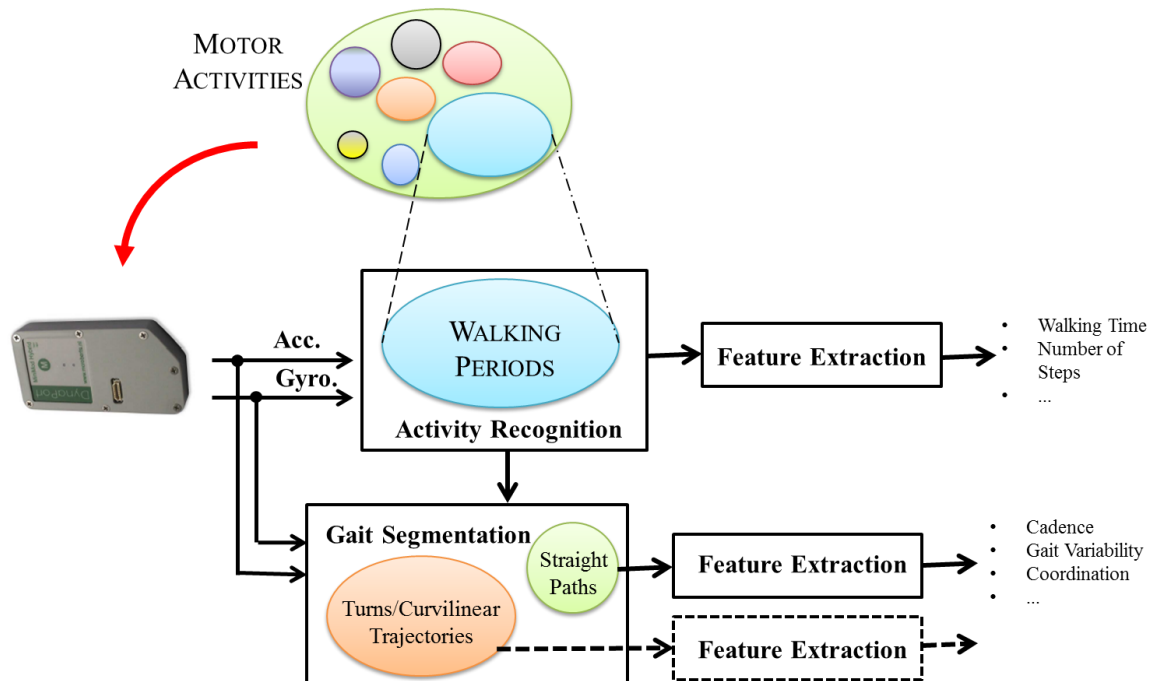 MOTOR
ACTIVITIES
Acc.
Gyro.
WALKING
PERIODS
Activity Recognition
Feature Extraction
• Walking Time
• Number of
Steps
• ...
DynaPort
Gait Segmentation
Straight
Paths
Turns/Curvilinear
Trajectories
Feature Extraction
• Cadence
• Gait Variability
• Coordination
• ...
Feature Extraction